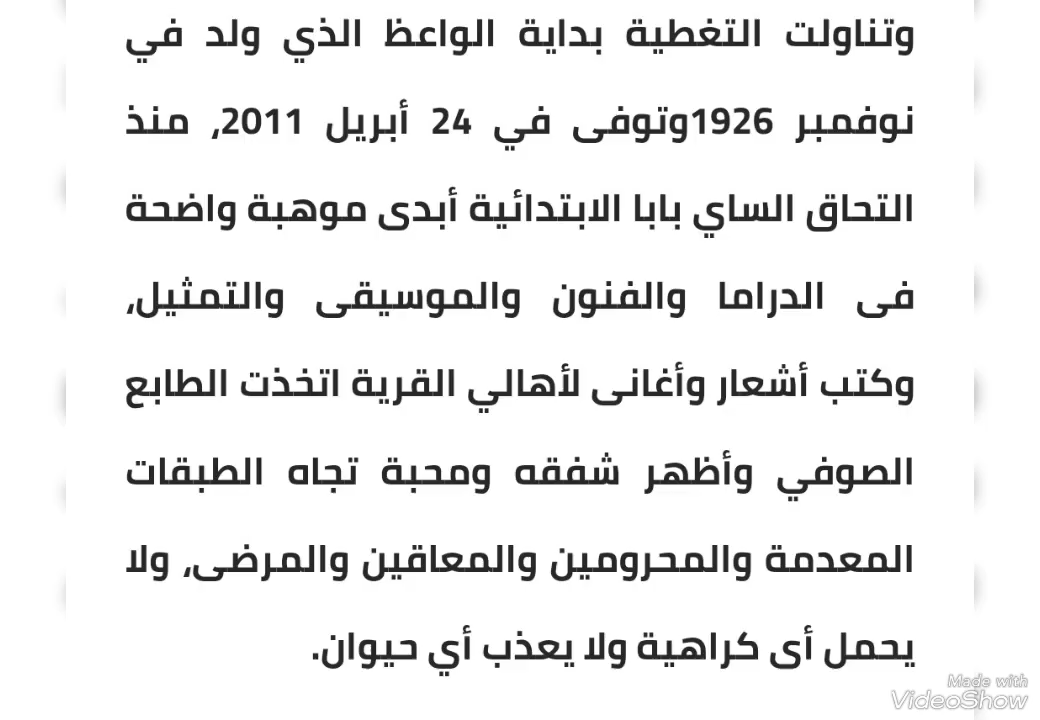 وتناولت التغطية بداية الواعظ الذي ولد في
نوفمبر 1926وتوفى في 24 أبريل 2011، منذ
التحاق الساي بابا الابتدائية أبدى موهبة واضحة
فى الدراما والفنون والموسيقى والتمثيل،
وكتب أشعار وأغانى لأهالي القرية اتخذت الطابع
الصوفي وأظهر شفقه ومحبة تجاه الطبقات
المعدمة والمحرومين والمعاقين والمرضى، ولا
يحمل أى كراهية ولا يعذب أي حيوان.
Made with
VideoShow